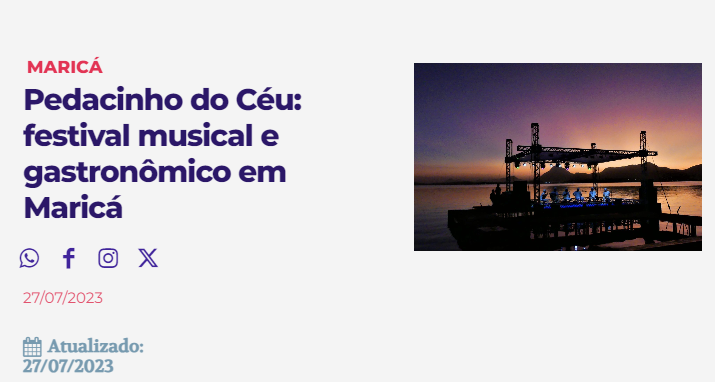 MARICÁ
Pedacinho do Céu:
festival musical e
gastronômico em
Maricá
27/07/2023
Atualizado:
27/07/2023